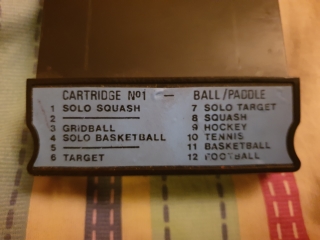 CARTRIDGE Nº1 — BALL/PADDLE
1 SOLO SQUASH
2 ————
3 GRIDBALL
4 SOLO BASKETBALL
5 ————
6 TARGET
7 SOLO TARGET
8 SQUASH
9 HOCKEY
10 TENNIS
11 BASKETBALL
12 FOOTBALL